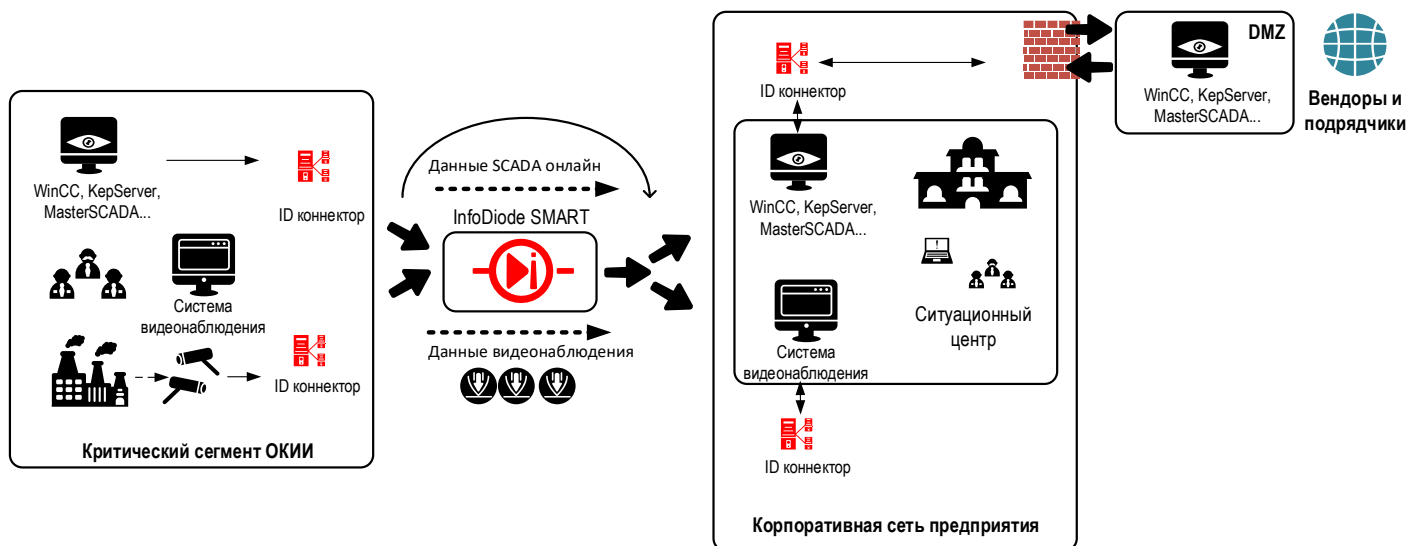 WinCC, KepServer,
MasterSCADA...
ID коннектор
Система
видеонаблюдения
ID коннектор
Критический сегмент ОКИИ
Данные SCADA онлайн
InfoDiode SMART
Данные видеонаблюдения
ID коннектор
WinCC, KepServer,
MasterSCADA...
Ситуационный
центр
Система
видеонаблюдения
ID коннектор
Корпоративная сеть предприятия
DMZ
WinCC, KepServer,
MasterSCADA...
Вендоры и
подрядчики